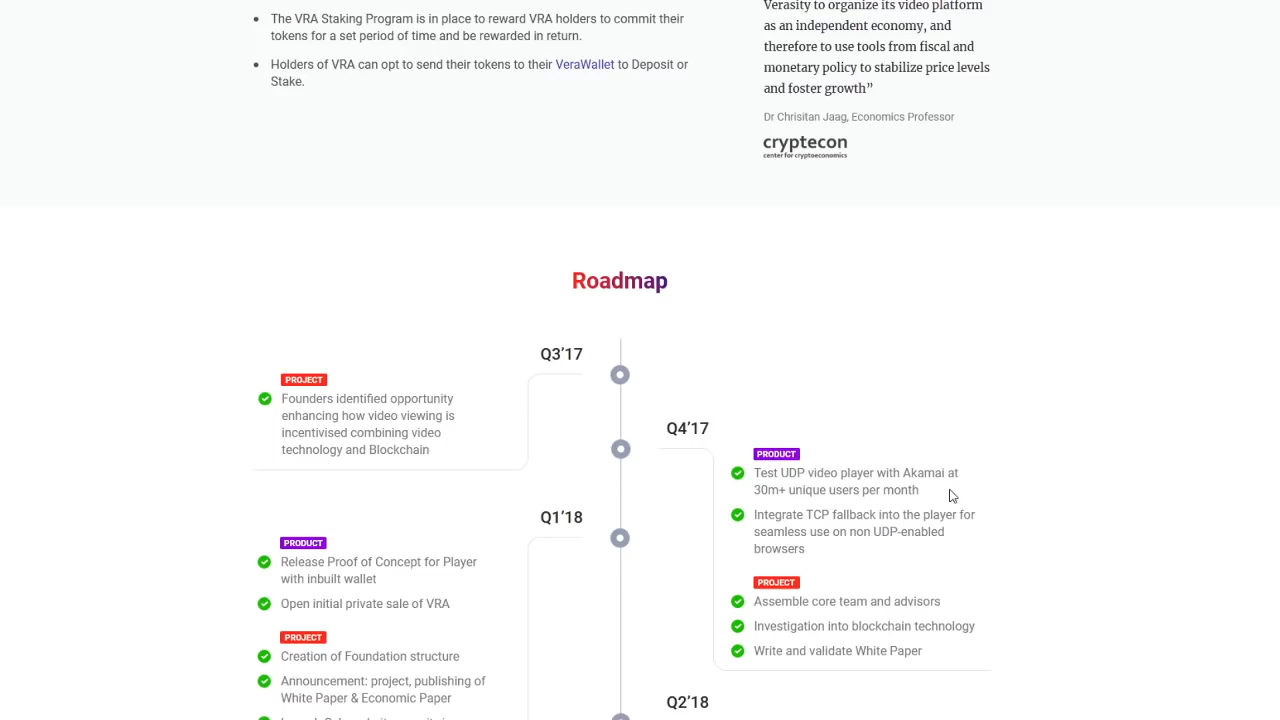 The VRA Staking Program is in place to reward VRA holders to commit their
tokens for a set period of time and be rewarded in return.
Holders of VRA can opt to send their tokens to their VeraWallet to Deposit or
Stake.
Verasity to organize its video platform
as an independent economy, and
therefore to use tools from fiscal and
monetary policy to stabilize price levels
and foster growth”
Dr Chrisitan Jaag, Economics Professor
cryptecon
center for cryptoeconomics
Roadmap
Q3’17
PROJECT
Founders identified opportunity
enhancing how video viewing is
incentivised combining video
technology and Blockchain
Q4’17
PRODUCT
Test UDP video player with Akamai at
30m+ unique users per month
Integrate TCP fallback into the player for
seamless use on non UDP-enabled
browsers
PROJECT
Assemble core team and advisors
Investigation into blockchain technology
Write and validate White Paper
Q1’18
PRODUCT
Release Proof of Concept for Player
with inbuilt wallet
Open initial private sale of VRA
PROJECT
Creation of Foundation structure
Announcement: project, publishing of
White Paper & Economic Paper
Q2’18